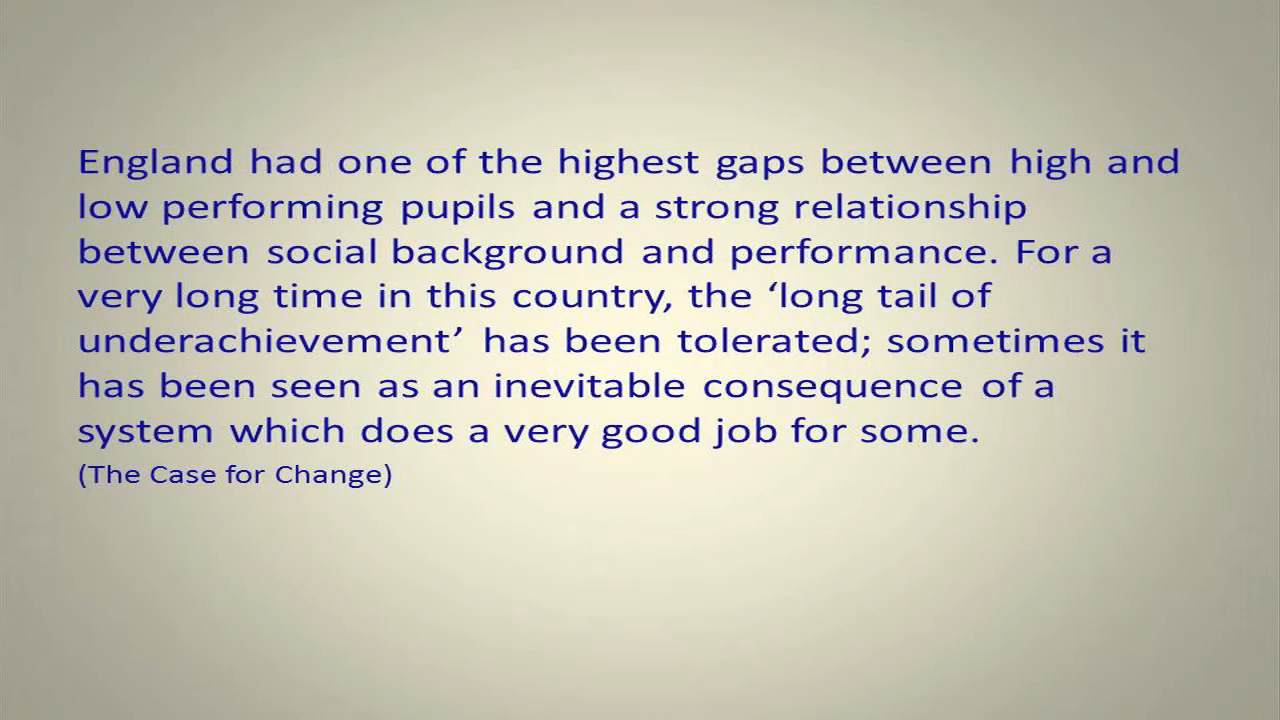 England had one of the highest gaps between high and
low performing pupils and a strong relationship
between social background and performance. For a
very long time in this country, the ‘long tail of
underachievement’ has been tolerated; sometimes it
has been seen as an inevitable consequence of a
system which does a very good job for some.
(The Case for Change)